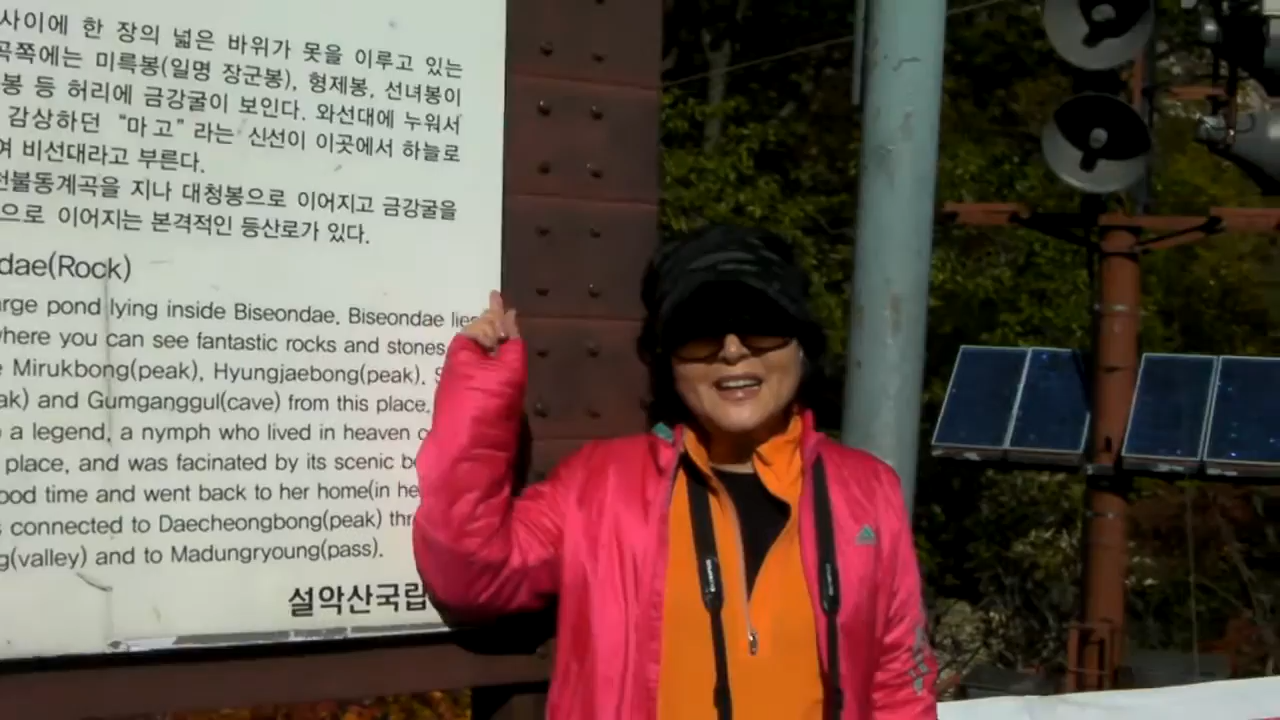 사이에 한 장의 넓은 바위가 못을 이루고 있는
곡쪽에는 미륵봉(일명 장군봉), 형제봉, 선녀봉이
봉 등 허리에 금강굴이 보인다. 와선대에 누워서
감상하던 "마고"라는 신선이 이곳에서 하늘로
여 비선대라고 부른다.
천불동계곡을 지나 대청봉으로 이어지고 금강굴을
으로 이어지는 본격적인 등산로가 있다.
dae(Rock)
arge pond lying inside Biseondae. Biseondae lies
where you can see fantastic rocks and stones
Mirukbong(peak), Hyungjaebong(peak), S
ak) and Gumganggul(cave) from this place.
a legend, a nymph who lived in heaven
place, and was facinated by its scenic be
ood time and went back to her home(in he
connected to Daecheongbong(peak) thr
g(valley) and to Madungryoung(pass).
설악산국립
OLYMPUS
OLYMPUS